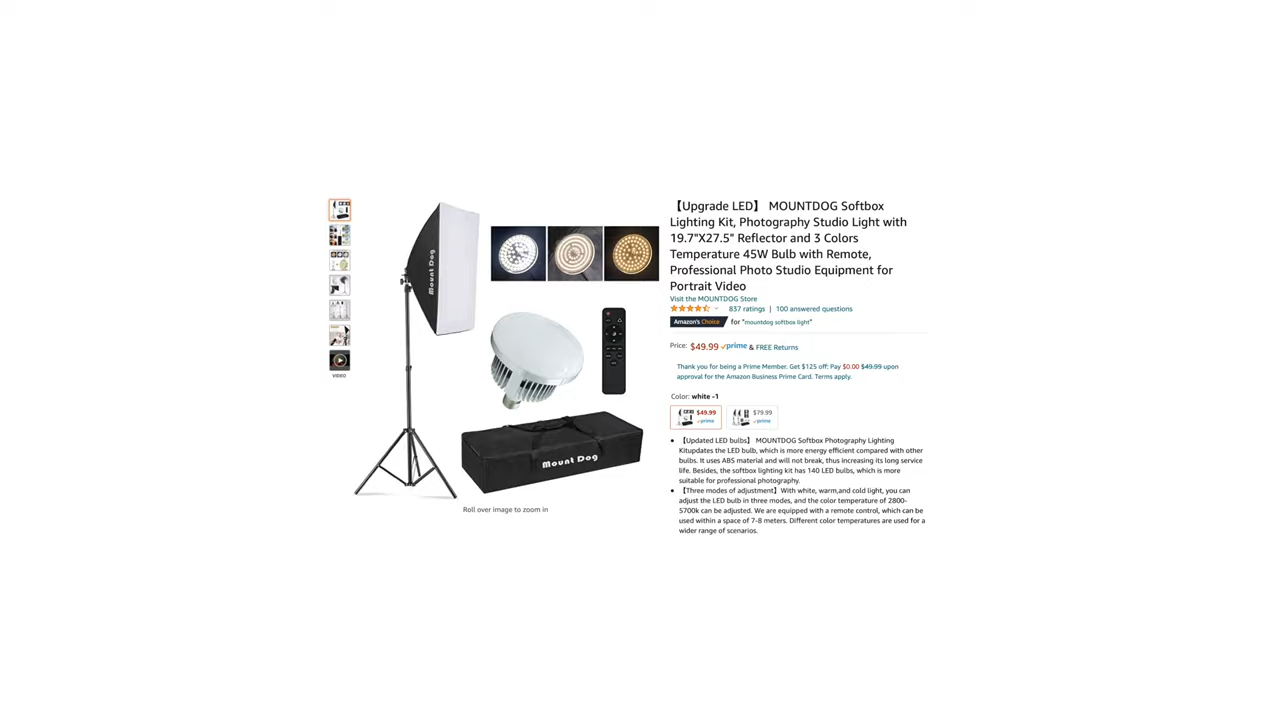 【Upgrade LED】 MOUNTDOG Softbox
Lighting Kit, Photography Studio Light with
19.7"X27.5" Reflector and 3 Colors
Temperature 45W Bulb with Remote,
Professional Photo Studio Equipment for
Portrait Video
Visit the MOUNTDOG Store
837 ratings | 100 answered questions
Amazon's Choice for "mountdog softbox light"
Price: $49.99 prime & FREE Returns
Thank you for being a Prime Member. Get $125 off: Pay $0.00 $49.99 upon
approval for the Amazon Business Prime Card. Terms apply.
Color: white -1
$49.99 $79.99
prime prime
【Updated LED bulbs】 MOUNTDOG Softbox Photography Lighting
Kitupdates the LED bulb, which is more energy efficient compared with other
bulbs. It uses ABS material and will not break, thus increasing its long service
life. Besides, the softbox lighting kit has 140 LED bulbs, which is more
suitable for professional photography.
【Three modes of adjustment】With white, warm,and cold light, you can
adjust the LED bulb in three modes, and the color temperature of 2800-
5700k can be adjusted. We are equipped with a remote control, which can be
used within a space of 7-8 meters. Different color temperatures are used for a
wider range of scenarios.
Mount Dog
Mount Dog
VIDEO
Roll over image to zoom in